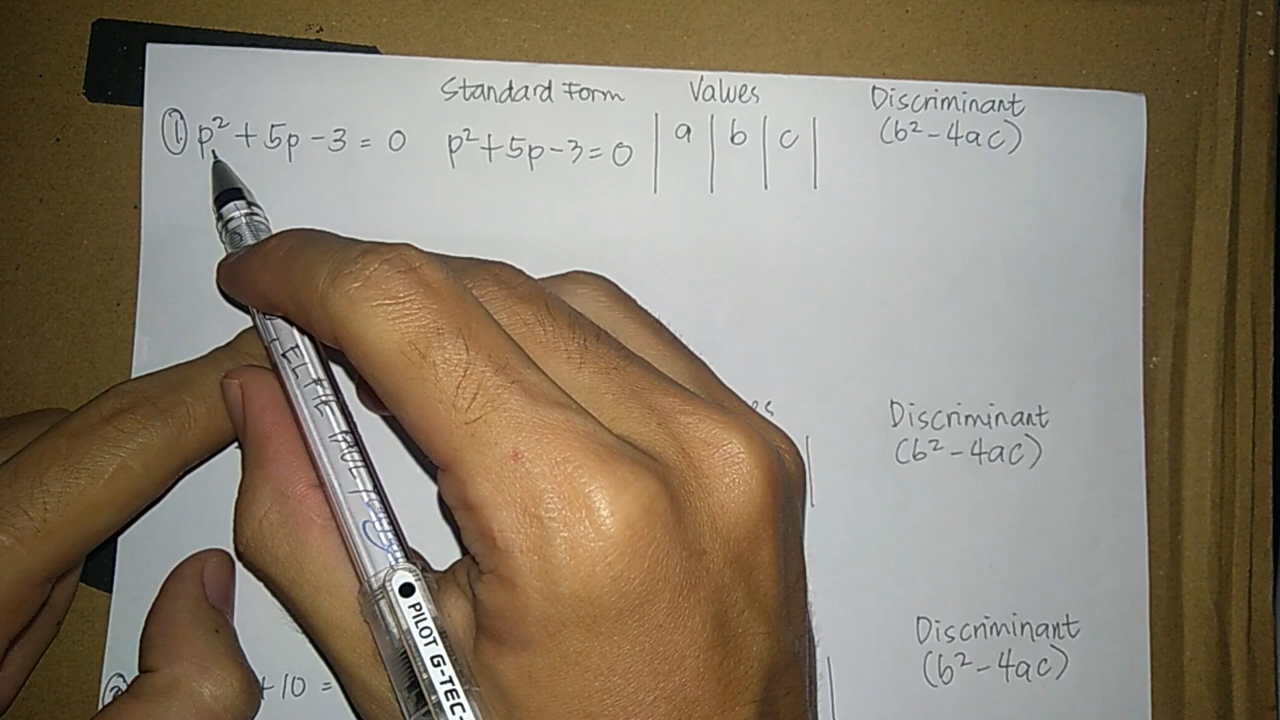 Standard Form Values Discriminant
① p² + 5p - 3 = 0 p² + 5p - 3 = 0 | a | b | c | (b² - 4ac)
Discriminant
(b² - 4ac)
PILOT G-TEC-
Discriminant
+ 10 = (b² - 4ac)